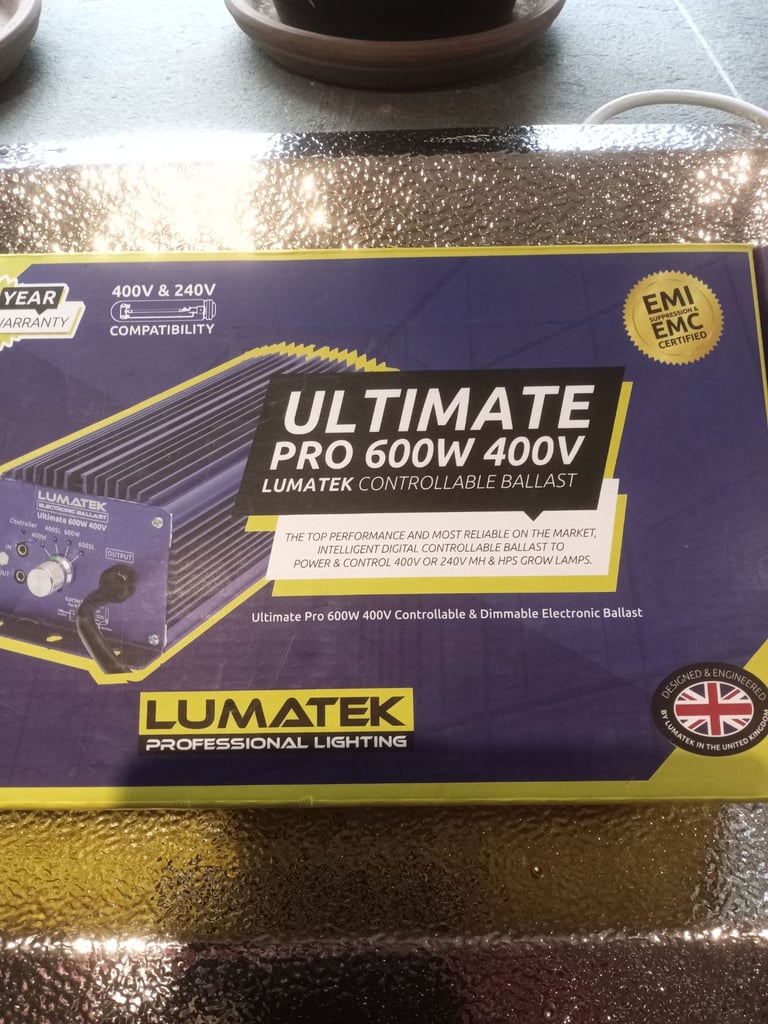 YEAR
WARRANTY
400V & 240V
COMPATIBILITY
EMI
SUPPRESSION &
EMC
CERTIFIED
ULTIMATE
PRO 600W 400V
LUMATEK CONTROLLABLE BALLAST
THE TOP PERFORMANCE AND MOST RELIABLE ON THE MARKET,
INTELLIGENT DIGITAL CONTROLLABLE BALLAST TO
POWER & CONTROL 400V OR 240V MH & HPS GROW LAMPS.
Ultimate Pro 600W 400V Controllable & Dimmable Electronic Ballast
LUMATEK
ELECTRONIC BALLAST
Ultimate 600W 400V
Controller
400W
400SL
600W
600SL
IN
OUT
OUTPUT
LUMATEK
PROFESSIONAL LIGHTING
DESIGNED & ENGINEERED
BY LUMATEK IN THE UNITED KINGDOM